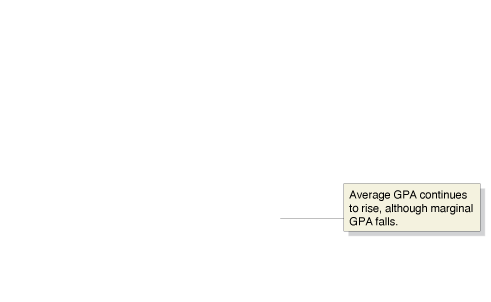 Average GPA continues
to rise, although marginal
GPA falls.